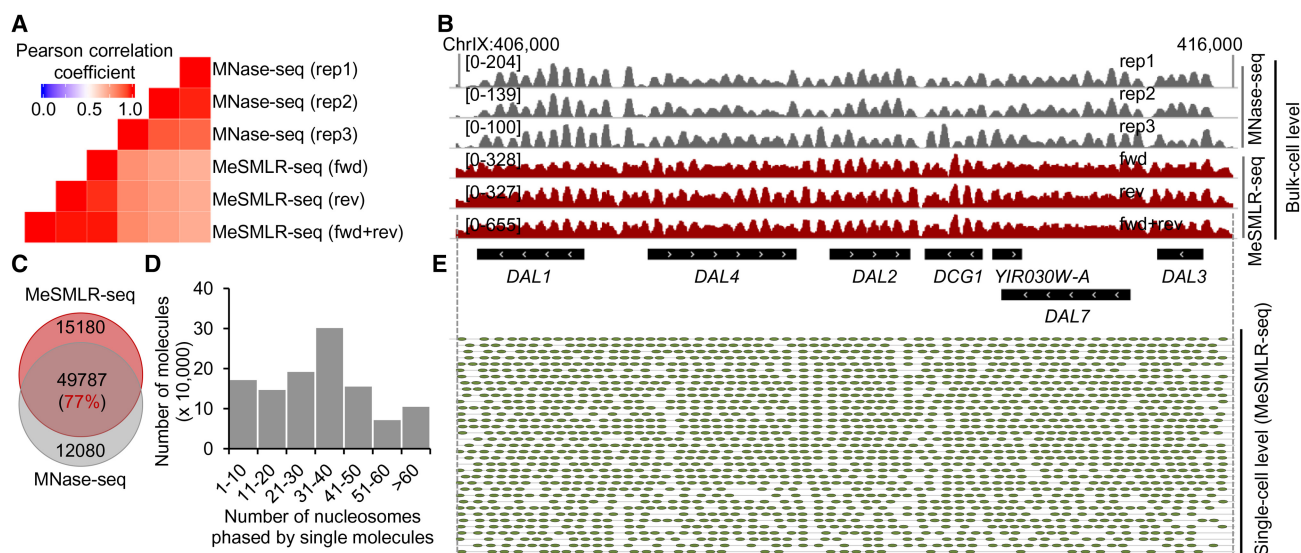 A
Pearson correlation
coefficient
0.0 0.5 1.0
MNase-seq (rep1)
MNase-seq (rep2)
MNase-seq (rep3)
MeSMLR-seq (fwd)
MeSMLR-seq (rev)
MeSMLR-seq (fwd+rev)
B
ChrIX:406,000 416,000
[0-204] rep1
[0-139] rep2
[0-100] rep3
[0-328] fwd
[0-327] rev
[0-655] fwd+rev
MNase-seq
MeSMLR-seq
Bulk-cell level
DAL1 DAL4 DAL2 DCG1 YIR030W-A DAL3
DAL7
C
MeSMLR-seq
15180
49787
(77%)
12080
MNase-seq
D
Number of molecules
(x 10,000)
40
30
20
10
0
1-10 11-20 21-30 31-40 41-50 51-60 >60
Number of nucleosomes
phased by single molecules
E
Single-cell level (MeSMLR-seq)